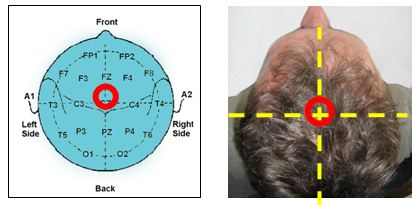 Front
FP1 FP2
F7 F3 FZ F4 F8
A1 A2
T3 C3 C4 T4
Left Side
Right Side
T5 P3 PZ P4 T6
O1 O2
Back